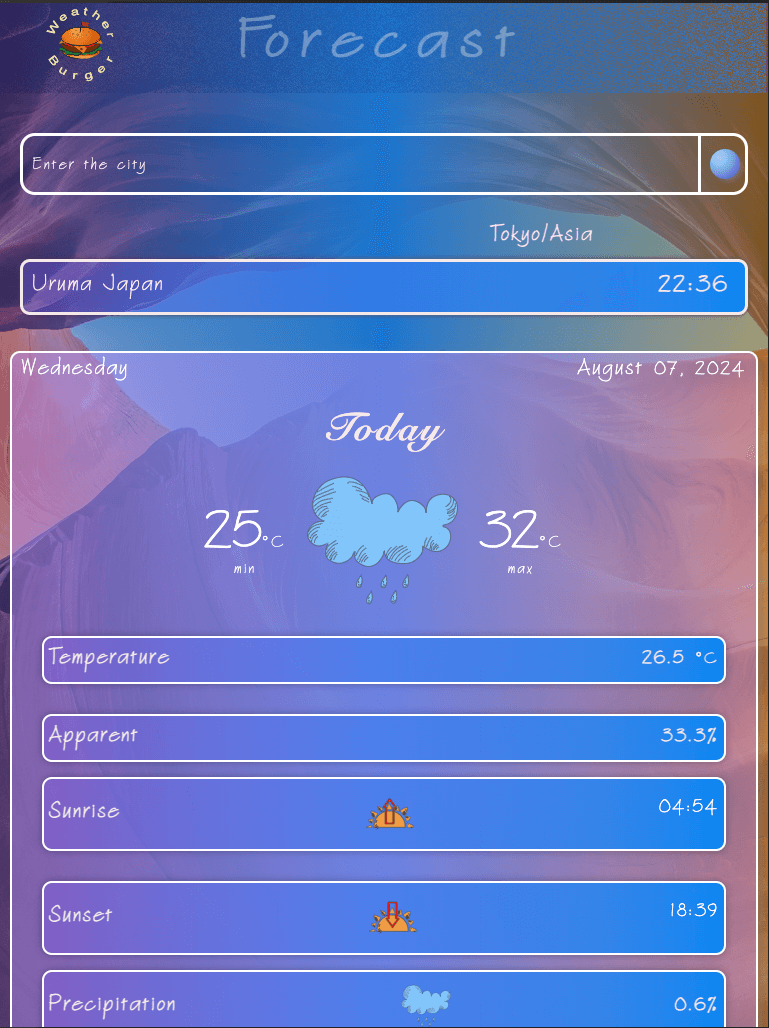 Weather
Burger
Forecast
Enter the city
Tokyo/Asia
Uruma Japan 22:36
Wednesday August 07, 2024
Today
25°C 32°C
min max
Temperature 26.5 °C
Apparent 33.3%
Sunrise 04:54
Sunset 18:39
Precipitation 0.6%